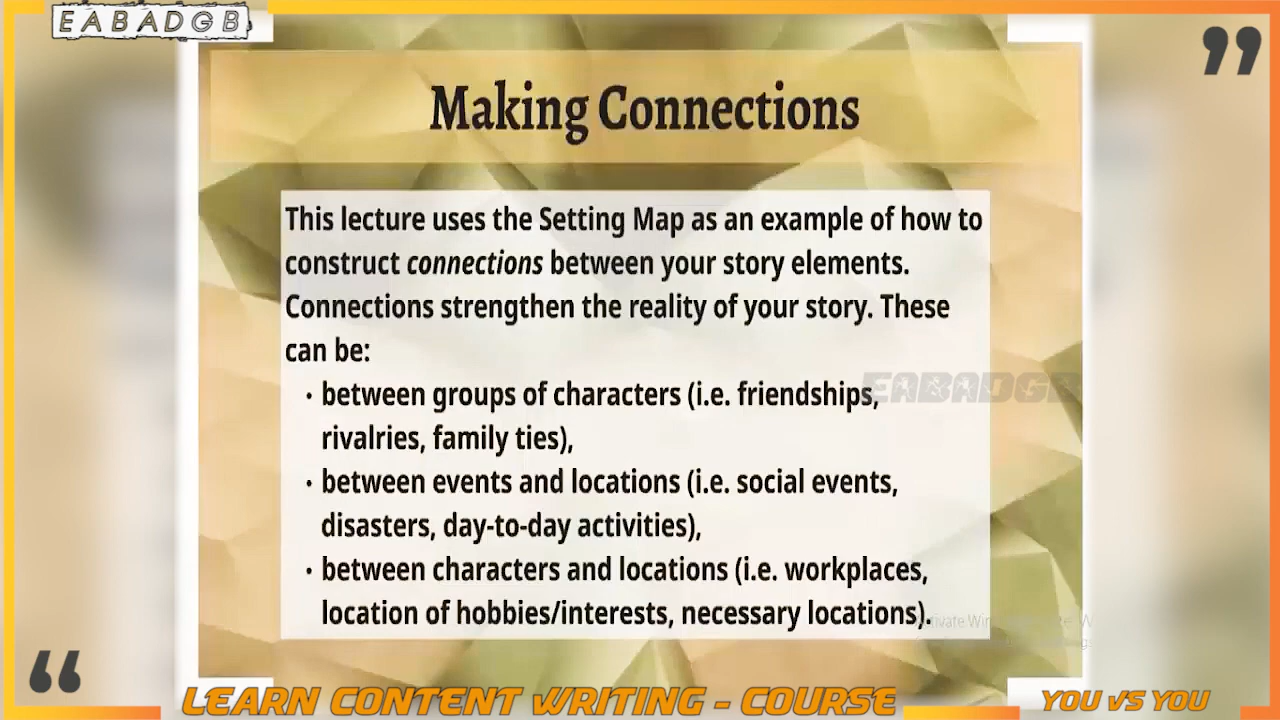 EABADGB
Making Connections
This lecture uses the Setting Map as an example of how to
construct connections between your story elements.
Connections strengthen the reality of your story. These
can be:
• between groups of characters (i.e. friendships,
rivalries, family ties),
EABADGB
• between events and locations (i.e. social events,
disasters, day-to-day activities),
• between characters and locations (i.e. workplaces,
location of hobbies/interests, necessary locations).
LEARN CONTENT WRITING - COURSE
YOU VS YOU